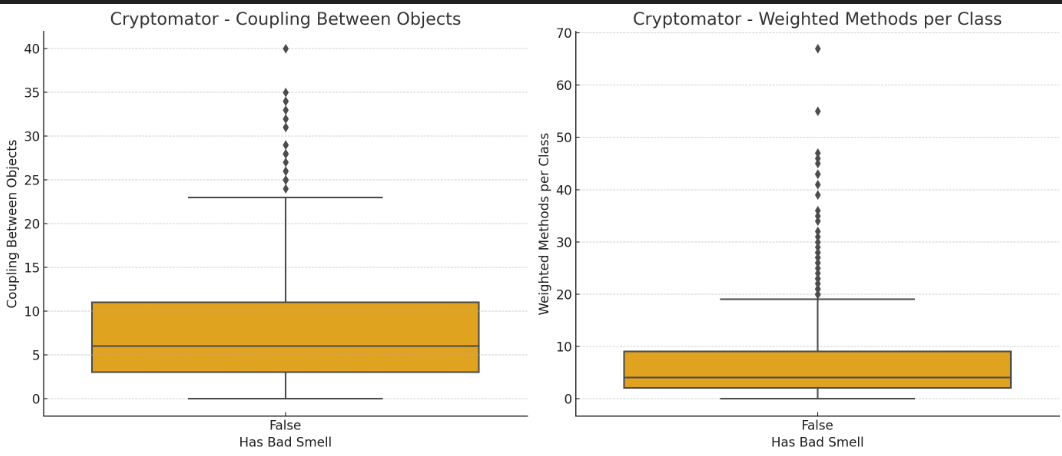 Cryptomator - Coupling Between Objects
40
35
30
25
20
15
10
5
0
Coupling Between Objects
False
Has Bad Smell
Cryptomator - Weighted Methods per Class
70
60
50
40
30
20
10
0
Weighted Methods per Class
False
Has Bad Smell